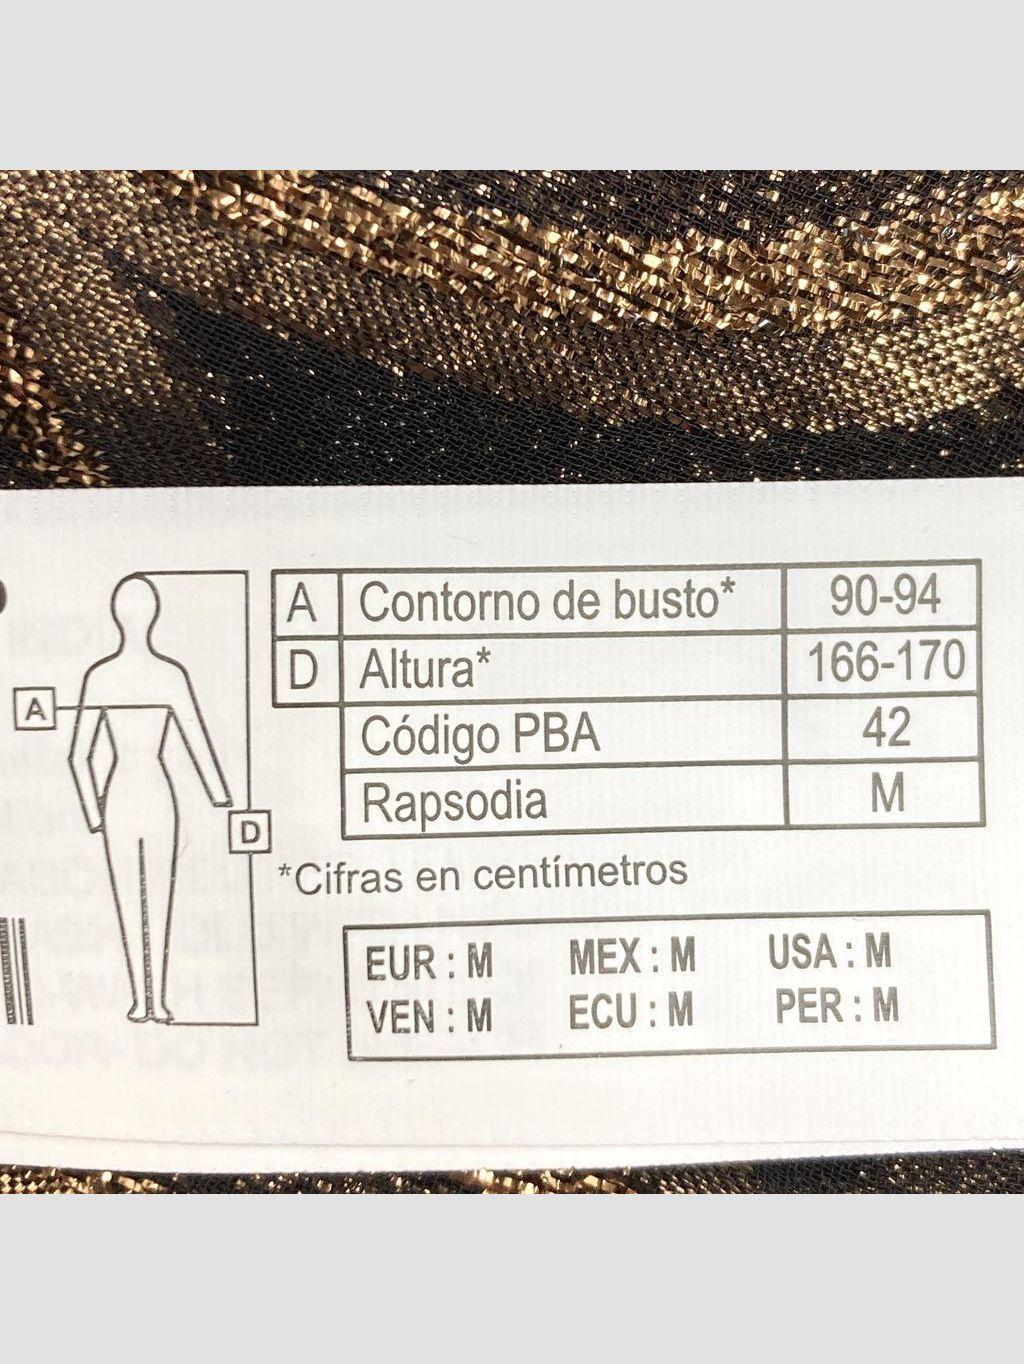 A Contorno de busto* 90-94
D Altura* 166-170
Código PBA 42
Rapsodia M
A
D
*Cifras en centímetros
EUR : M MEX : M USA : M
VEN : M ECU : M PER : M